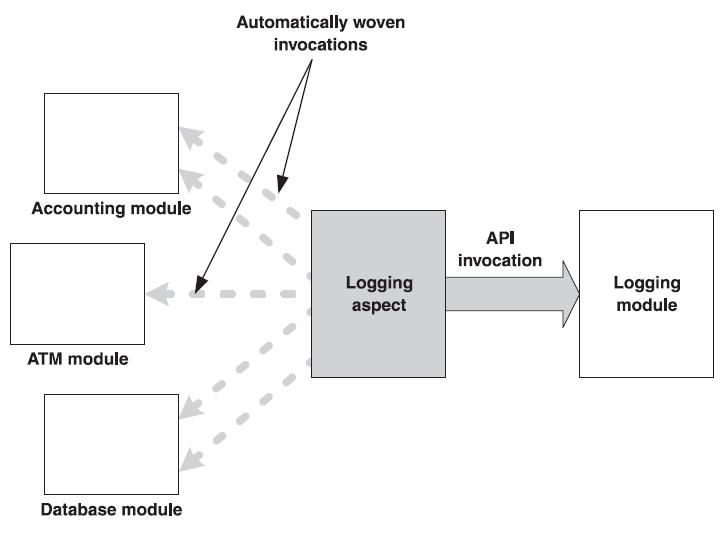 Automatically woven
invocations
Accounting module
ATM module
Database module
Logging
aspect
API
invocation
Logging
module